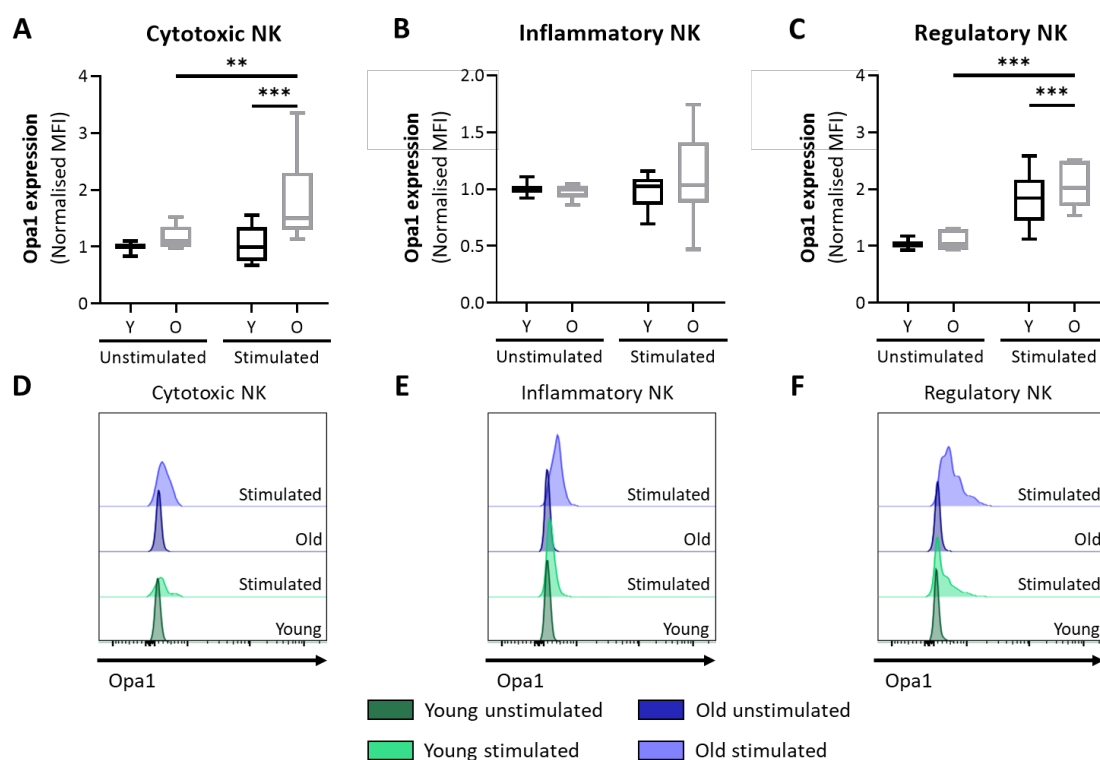 A
Cytotoxic NK
Opa1 expression
(Normalised MFI)
4
3
2
1
0
**
***
Y
O
Y
O
Unstimulated
Stimulated
B
Inflammatory NK
Opa1 expression
(Normalised MFI)
2.0
1.5
1.0
0.5
0.0
Y
O
Y
O
Unstimulated
Stimulated
C
Regulatory NK
Opa1 expression
(Normalised MFI)
4
3
2
1
0
***
***
Y
O
Y
O
Unstimulated
Stimulated
D
Cytotoxic NK
Stimulated
Old
Stimulated
Young
Opa1
E
Inflammatory NK
Stimulated
Old
Stimulated
Young
Opa1
F
Regulatory NK
Stimulated
Old
Stimulated
Young
Opa1
Young unstimulated
Old unstimulated
Young stimulated
Old stimulated